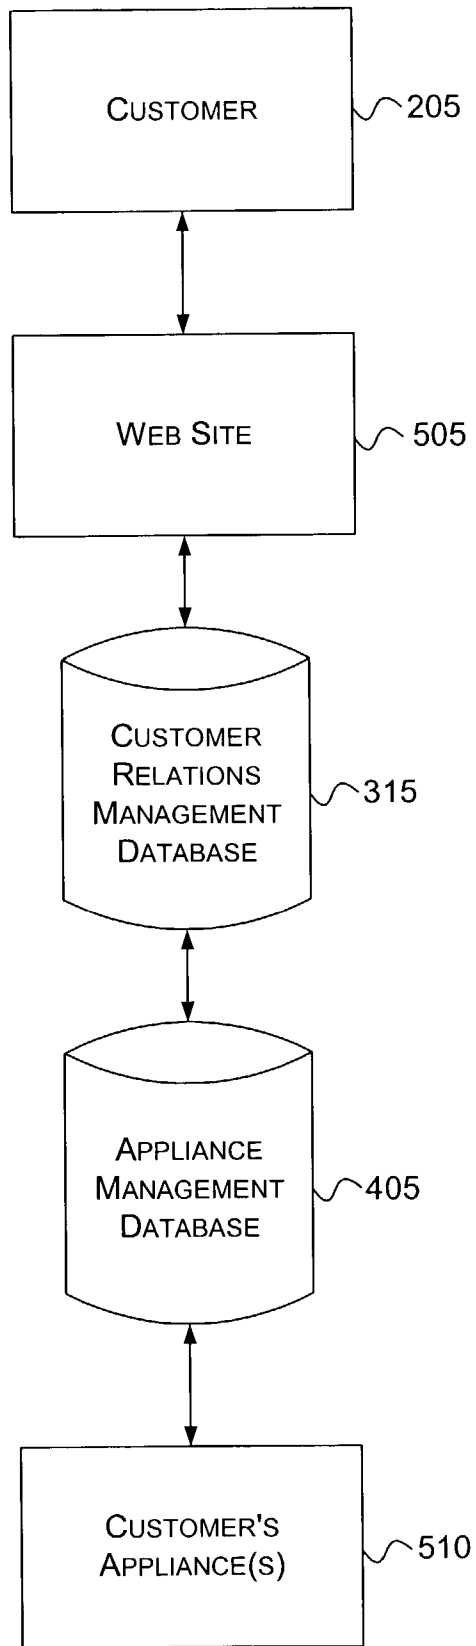 CUSTOMER
205
WEB SITE
505
CUSTOMER
RELATIONS
MANAGEMENT
DATABASE
315
APPLIANCE
MANAGEMENT
DATABASE
405
CUSTOMER'S
APPLIANCE(S)
510